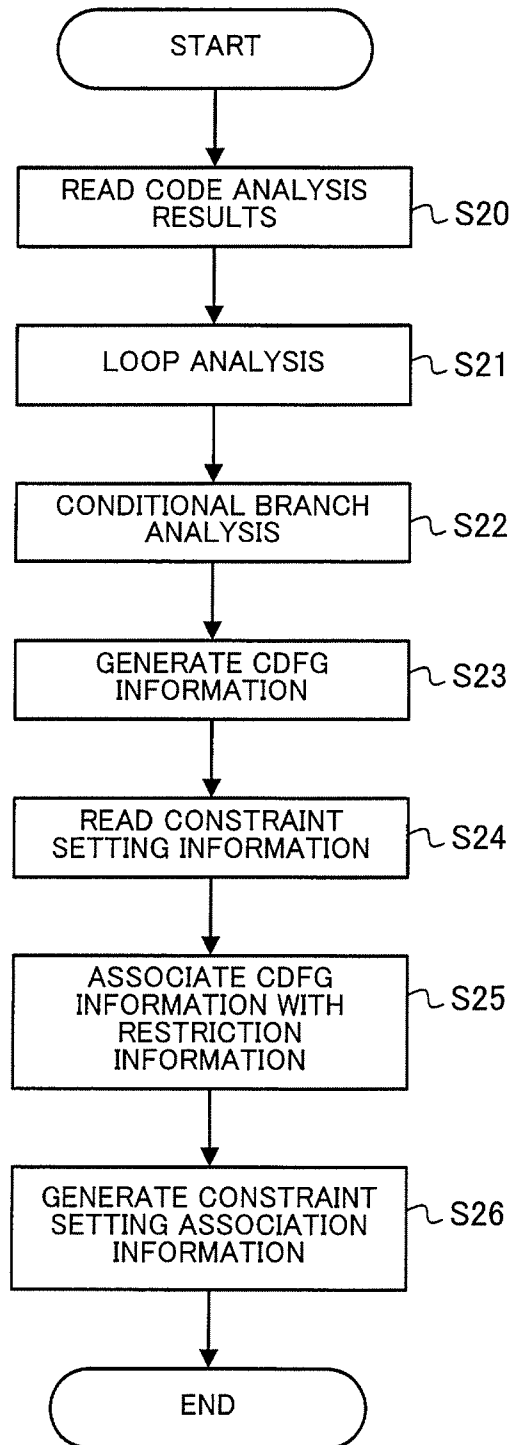 START
READ CODE ANALYSIS
RESULTS
S20
LOOP ANALYSIS
S21
CONDITIONAL BRANCH
ANALYSIS
S22
GENERATE CDFG
INFORMATION
S23
READ CONSTRAINT
SETTING INFORMATION
S24
ASSOCIATE CDFG
INFORMATION WITH
RESTRICTION
INFORMATION
S25
GENERATE CONSTRAINT
SETTING ASSOCIATION
INFORMATION
S26
END